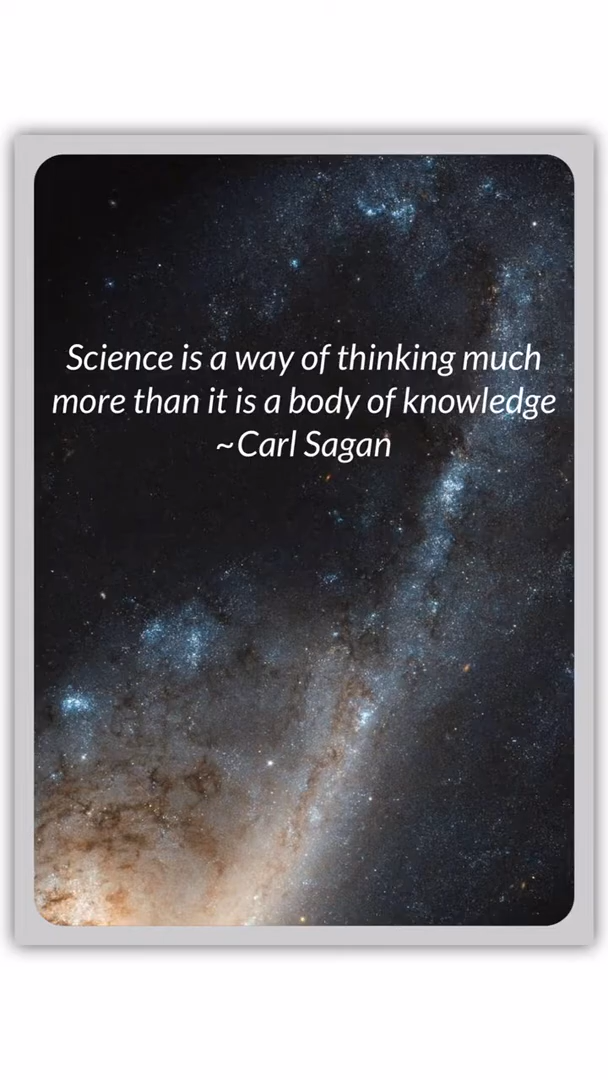 Science is a way of thinking much
more than it is a body of knowledge
~Carl Sagan